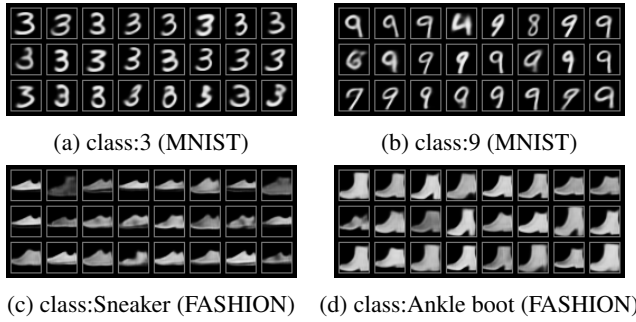 (a) class:3 (MNIST)
(b) class:9 (MNIST)
(c) class:Sneaker (FASHION)
(d) class:Ankle boot (FASHION)